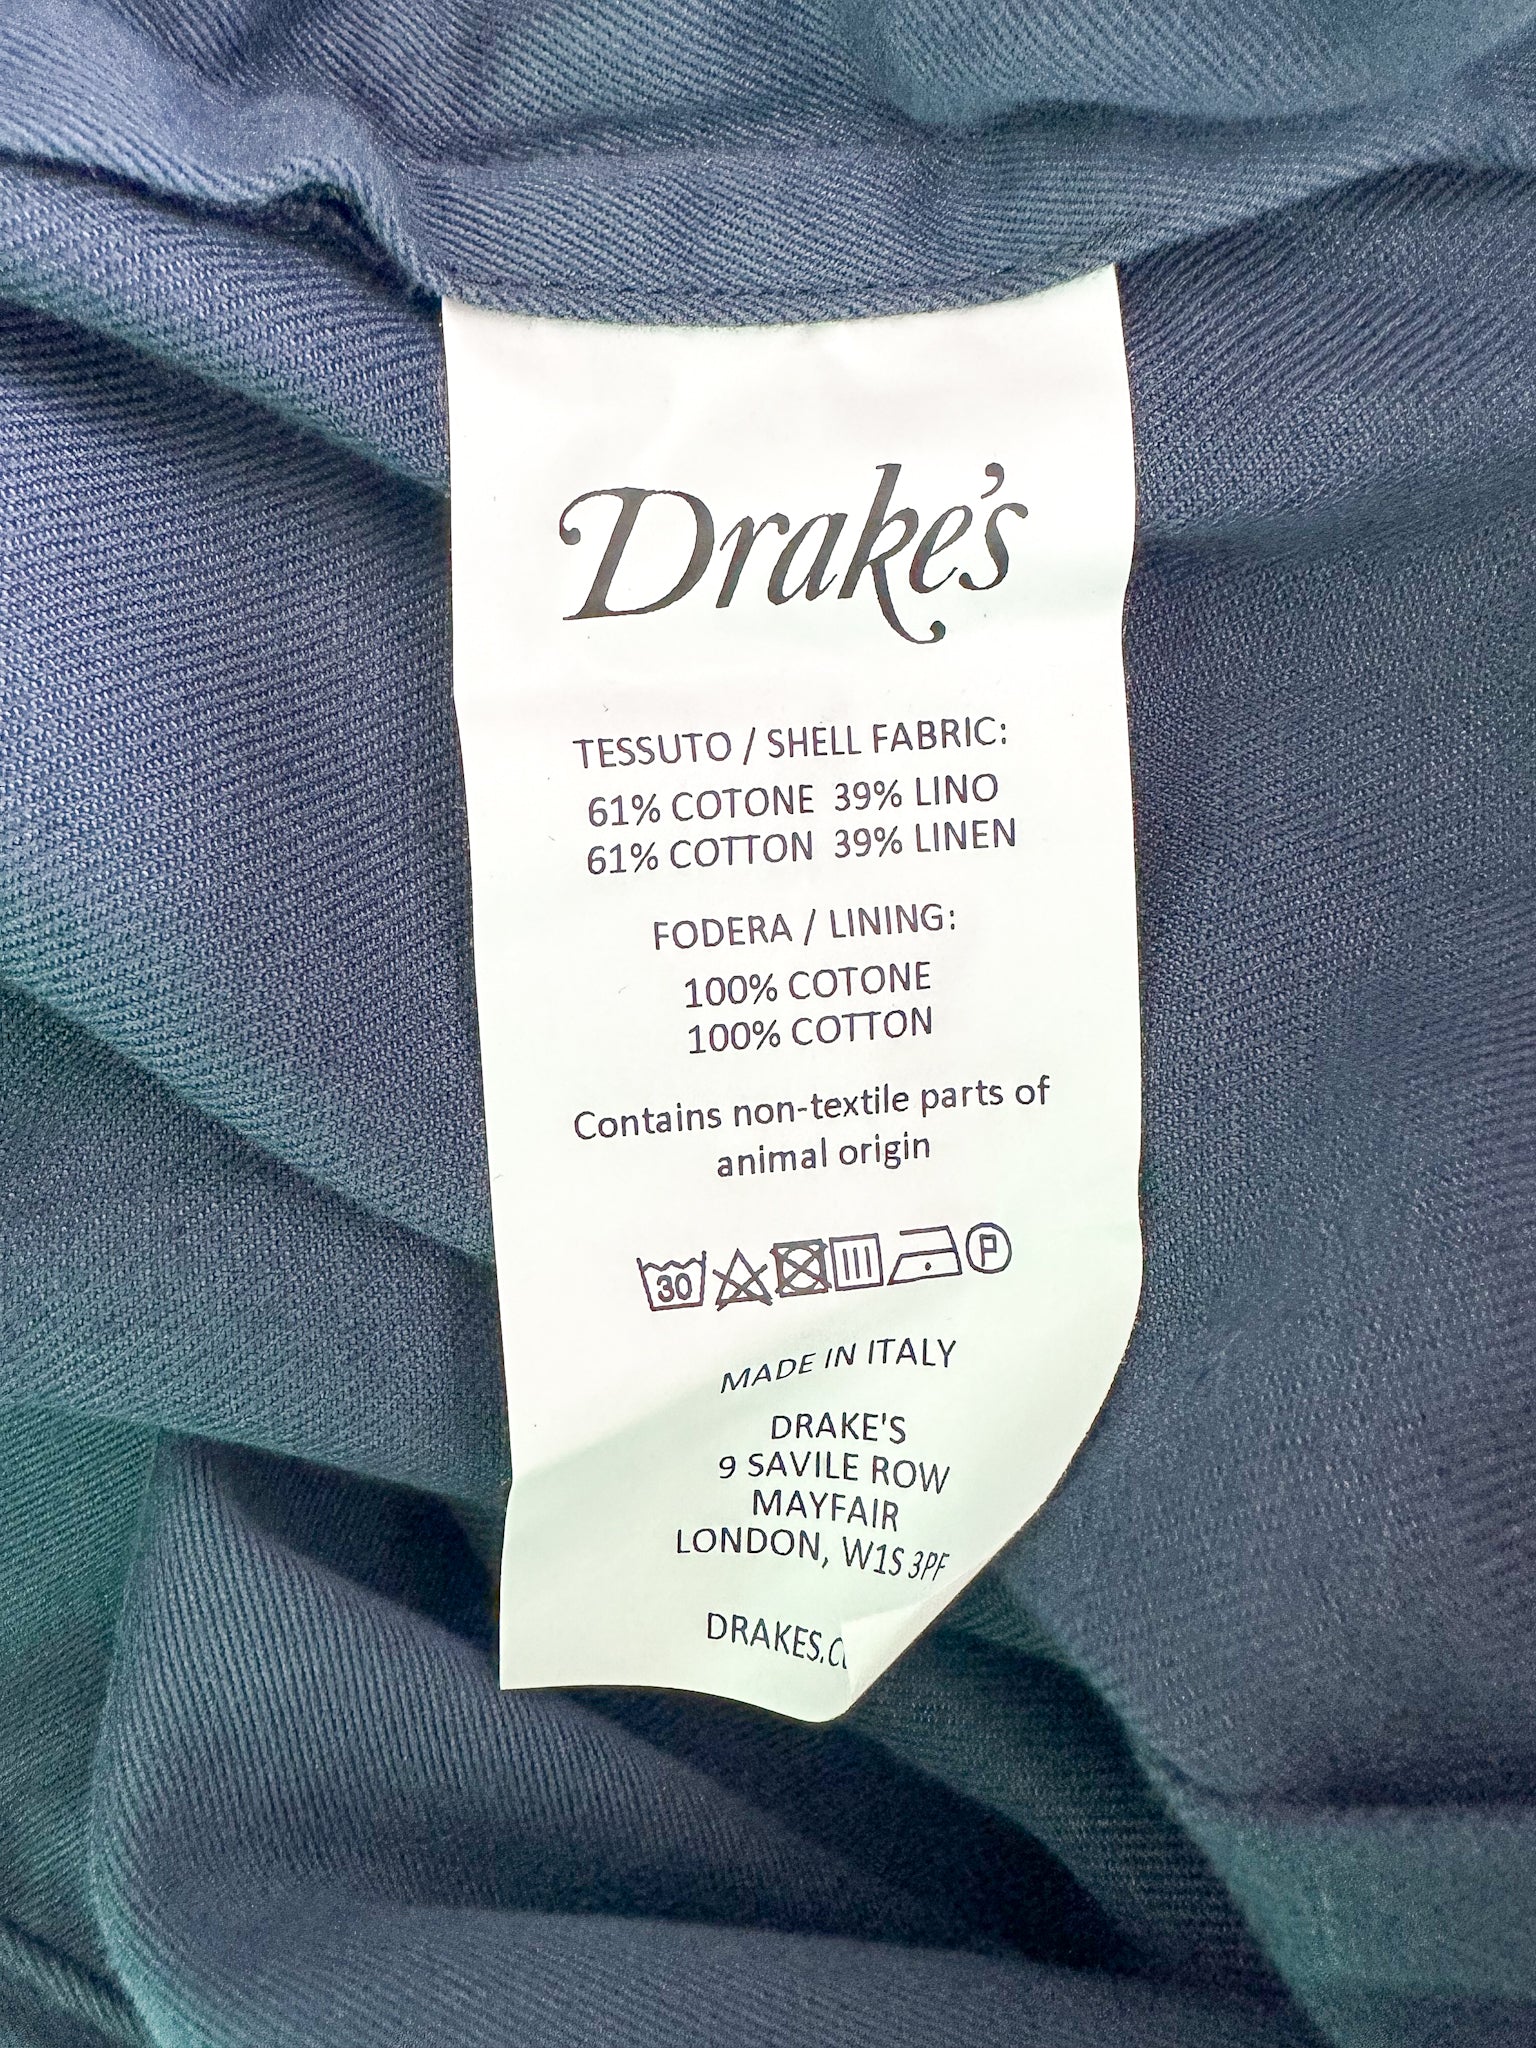 Drake's
TESSUTO / SHELL FABRIC:
61% COTONE 39% LINO
61% COTTON 39% LINEN
FODERA / LINING:
100% COTONE
100% COTTON
Contains non-textile parts of
animal origin
30
P
MADE IN ITALY
DRAKE'S
9 SAVILE ROW
MAYFAIR
LONDON, W1S 3PF